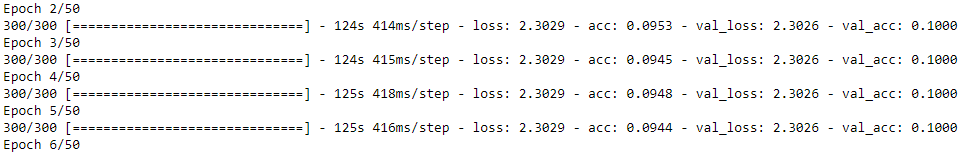 Epoch 2/50
300/300 [==============================] - 124s 414ms/step - loss: 2.3029 - acc: 0.0953 - val_loss: 2.3026 - val_acc: 0.1000
Epoch 3/50
300/300 [==============================] - 124s 415ms/step - loss: 2.3029 - acc: 0.0945 - val_loss: 2.3026 - val_acc: 0.1000
Epoch 4/50
300/300 [==============================] - 125s 418ms/step - loss: 2.3029 - acc: 0.0948 - val_loss: 2.3026 - val_acc: 0.1000
Epoch 5/50
300/300 [==============================] - 125s 416ms/step - loss: 2.3029 - acc: 0.0944 - val_loss: 2.3026 - val_acc: 0.1000
Epoch 6/50